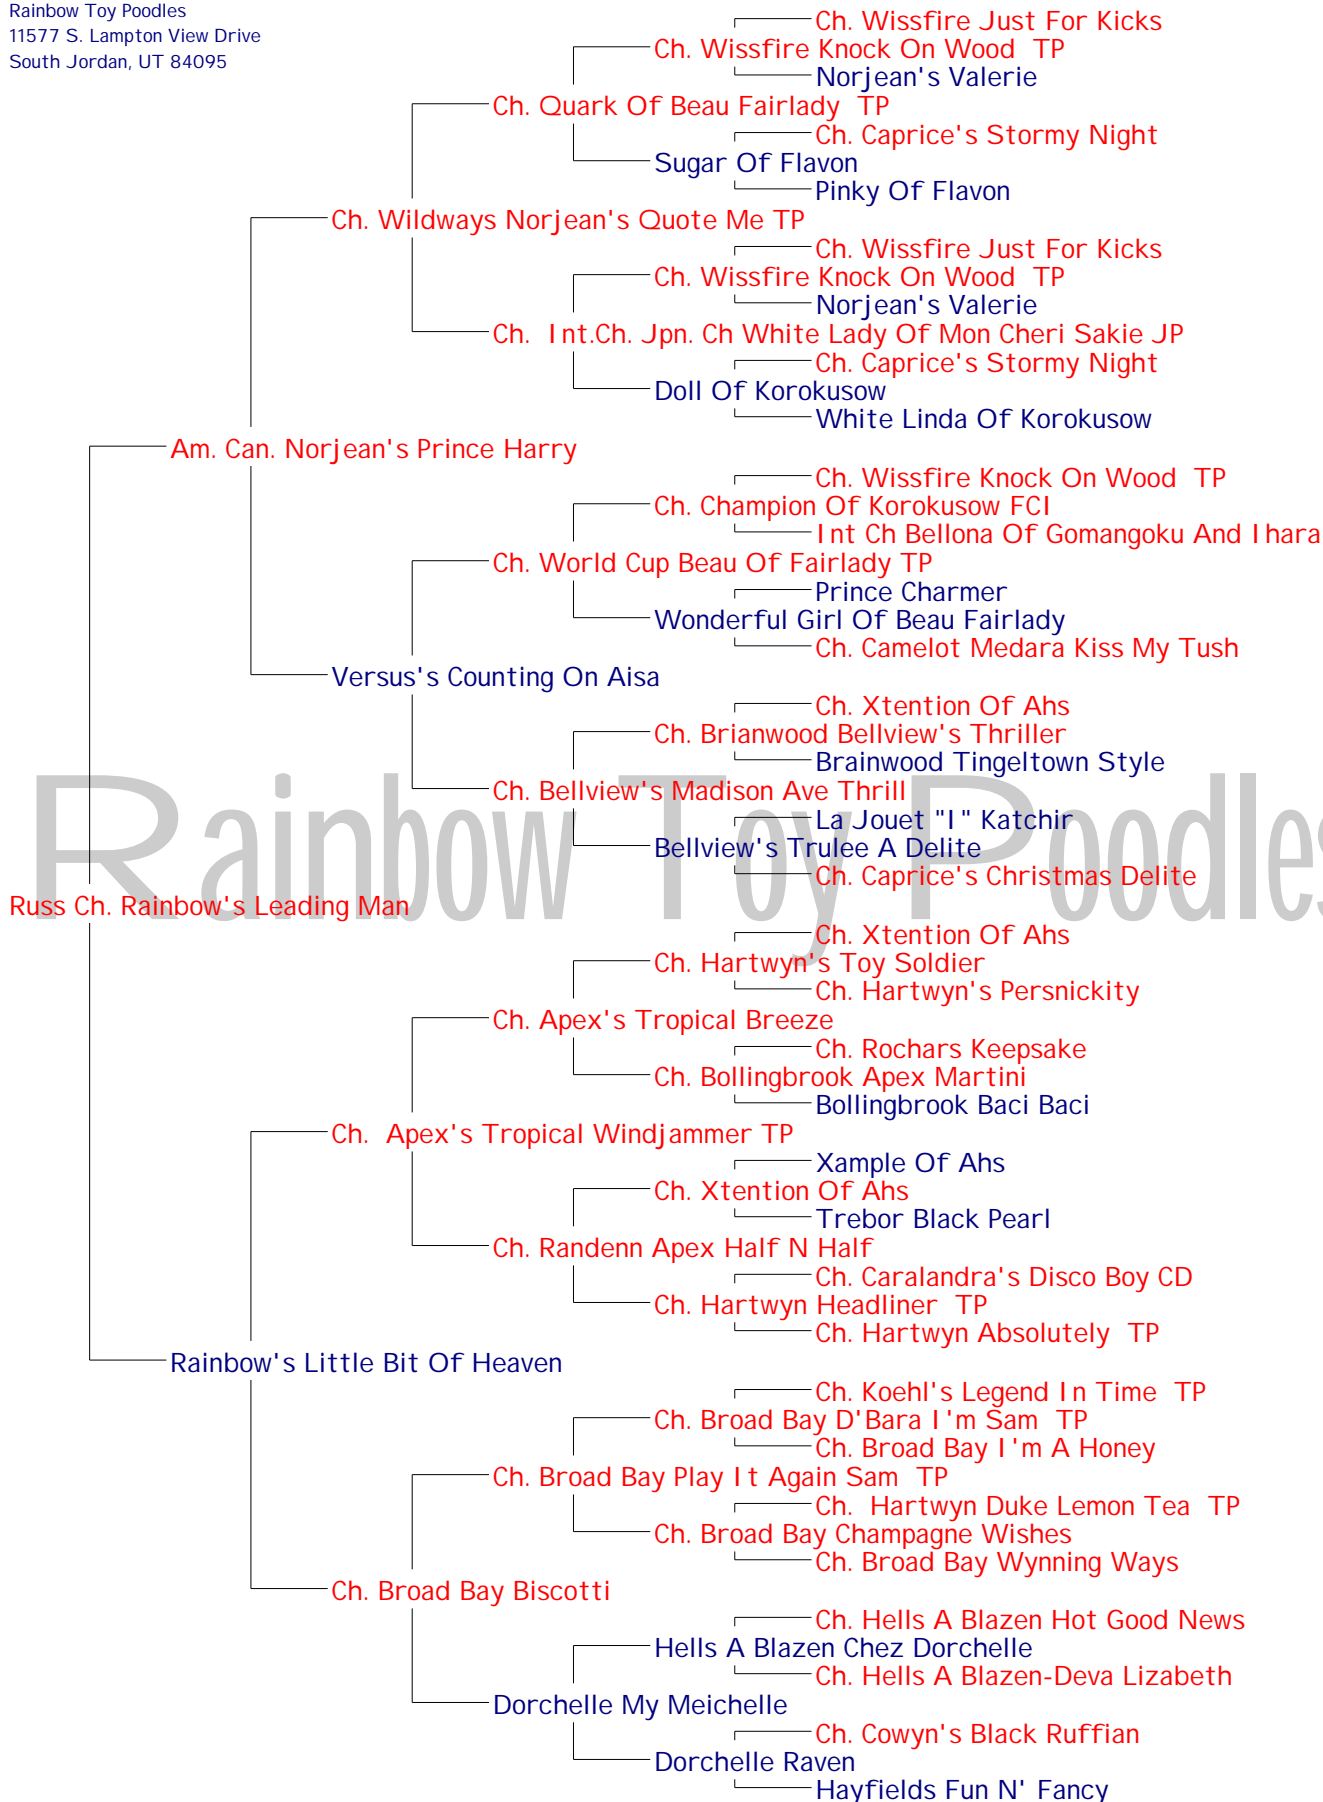 Rainbow Toy Poodles
11577 S. Lampton View Drive
South Jordan, UT 84095
Ch. Wissfire Just For Kicks
Ch. Wissfire Knock On Wood TP
Norjean's Valerie
Ch. Quark Of Beau Fairlady TP
Ch. Caprice's Stormy Night
Sugar Of Flavon
Pinky Of Flavon
Ch. Wildways Norjean's Quote Me TP
Ch. Wissfire Just For Kicks
Ch. Wissfire Knock On Wood TP
Norjean's Valerie
Ch. Int.Ch. Jpn. Ch White Lady Of Mon Cheri Sakie JP
Ch. Caprice's Stormy Night
Doll Of Korokusow
White Linda Of Korokusow
Am. Can. Norjean's Prince Harry
Ch. Wissfire Knock On Wood TP
Ch. Champion Of Korokusow FCI
Int Ch Bellona Of Gomangoku And Ihara
Ch. World Cup Beau Of Fairlady TP
Prince Charmer
Wonderful Girl Of Beau Fairlady
Ch. Camelot Medara Kiss My Tush
Versus's Counting On Aisa
Ch. Xtention Of Ahs
Ch. Brianwood Bellview's Thriller
Brainwood Tingeltown Style
Ch. Bellview's Madison Ave Thrill
La Jouet "I" Katchir
Bellview's Trulee A Delite
Ch. Caprice's Christmas Delite
Rainbow Toy Poodles
Russ Ch. Rainbow's Leading Man
Ch. Xtention Of Ahs
Ch. Hartwyn's Toy Soldier
Ch. Hartwyn's Persnickity
Ch. Apex's Tropical Breeze
Ch. Rochars Keepsake
Ch. Bollingbrook Apex Martini
Bollingbrook Baci Baci
Ch. Apex's Tropical Windjammer TP
Xample Of Ahs
Ch. Xtention Of Ahs
Trebor Black Pearl
Ch. Randenn Apex Half N Half
Ch. Caralandra's Disco Boy CD
Ch. Hartwyn Headliner TP
Ch. Hartwyn Absolutely TP
Rainbow's Little Bit Of Heaven
Ch. Koehl's Legend In Time TP
Ch. Broad Bay D'Bara I'm Sam TP
Ch. Broad Bay I'm A Honey
Ch. Broad Bay Play It Again Sam TP
Ch. Hartwyn Duke Lemon Tea TP
Ch. Broad Bay Champagne Wishes
Ch. Broad Bay Wynning Ways
Ch. Broad Bay Biscotti
Ch. Hells A Blazen Hot Good News
Hells A Blazen Chez Dorchelle
Ch. Hells A Blazen-Deva Lizabeth
Dorchelle My Meichelle
Ch. Cowyn's Black Ruffian
Dorchelle Raven
Hayfields Fun N' Fancy